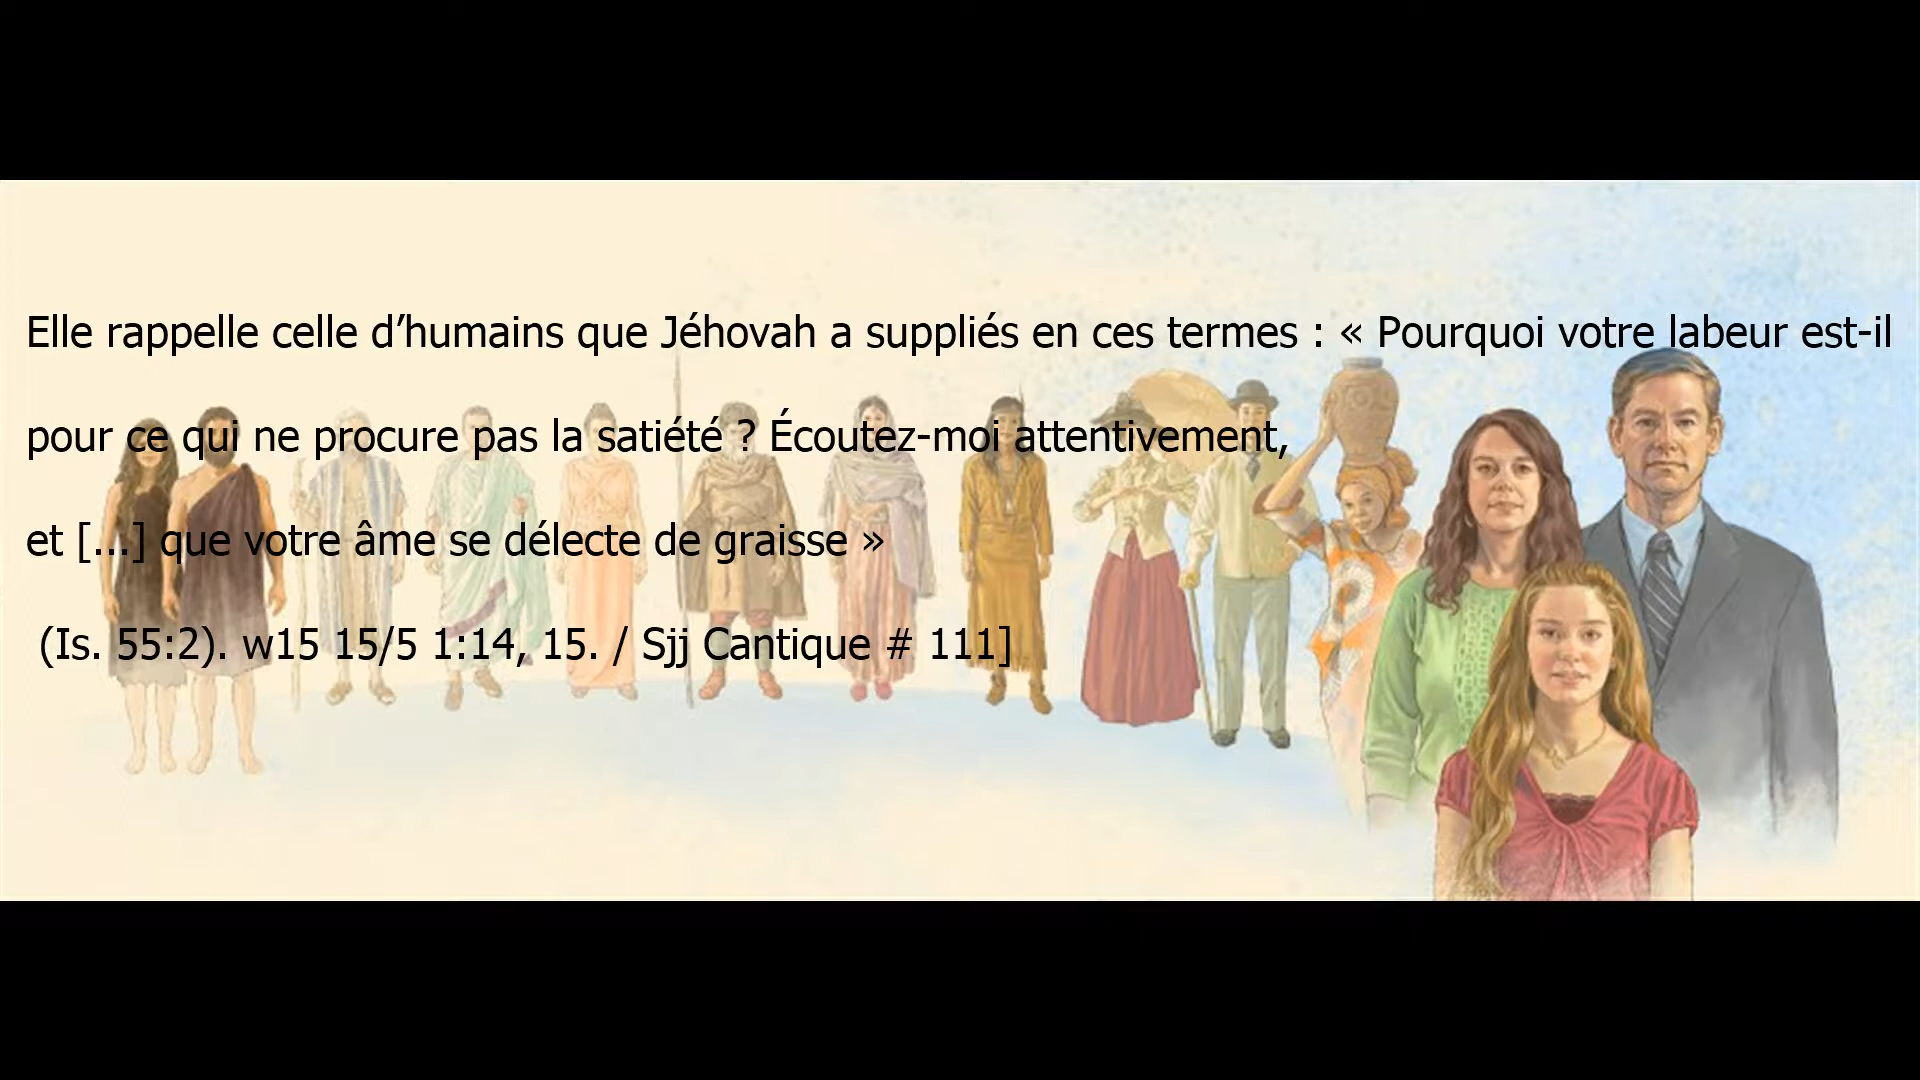 Elle rappelle celle d’humains que Jéhovah a suppliés en ces termes : « Pourquoi votre labeur est-il
pour ce qui ne procure pas la satiété ? Écoutez-moi attentivement,
et [...] que votre âme se délecte de graisse »
(Is. 55:2). w15 15/5 1:14, 15. / Sjj Cantique # 111]